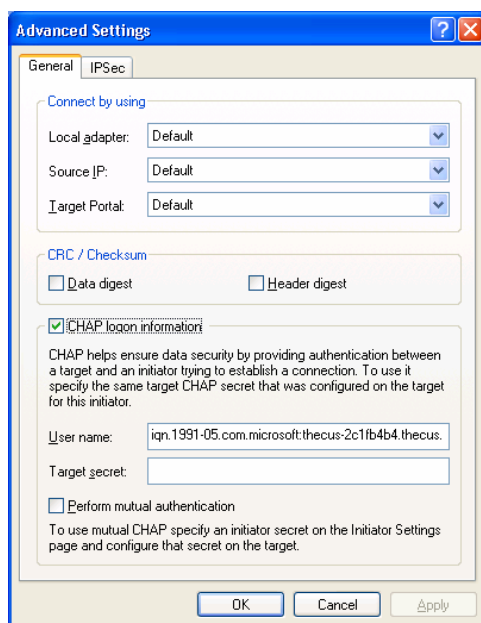 Advanced Settings
General
IPSec
Connect by using
Local adapter:
Default
Source IP:
Default
Target Portal:
Default
CRC / Checksum
Data digest
Header digest
CHAP logon information
CHAP helps ensure data security by providing authentication between
a target and an initiator trying to establish a connection. To use it
specify the same target CHAP secret that was configured on the target
for this initiator.
User name:
iqn.1991-05.com.microsoft:thecus-2c1fb4b4.thecus.
Target secret:
Perform mutual authentication
To use mutual CHAP specify an initiator secret on the Initiator Settings
page and configure that secret on the target.
OK
Cancel
Apply